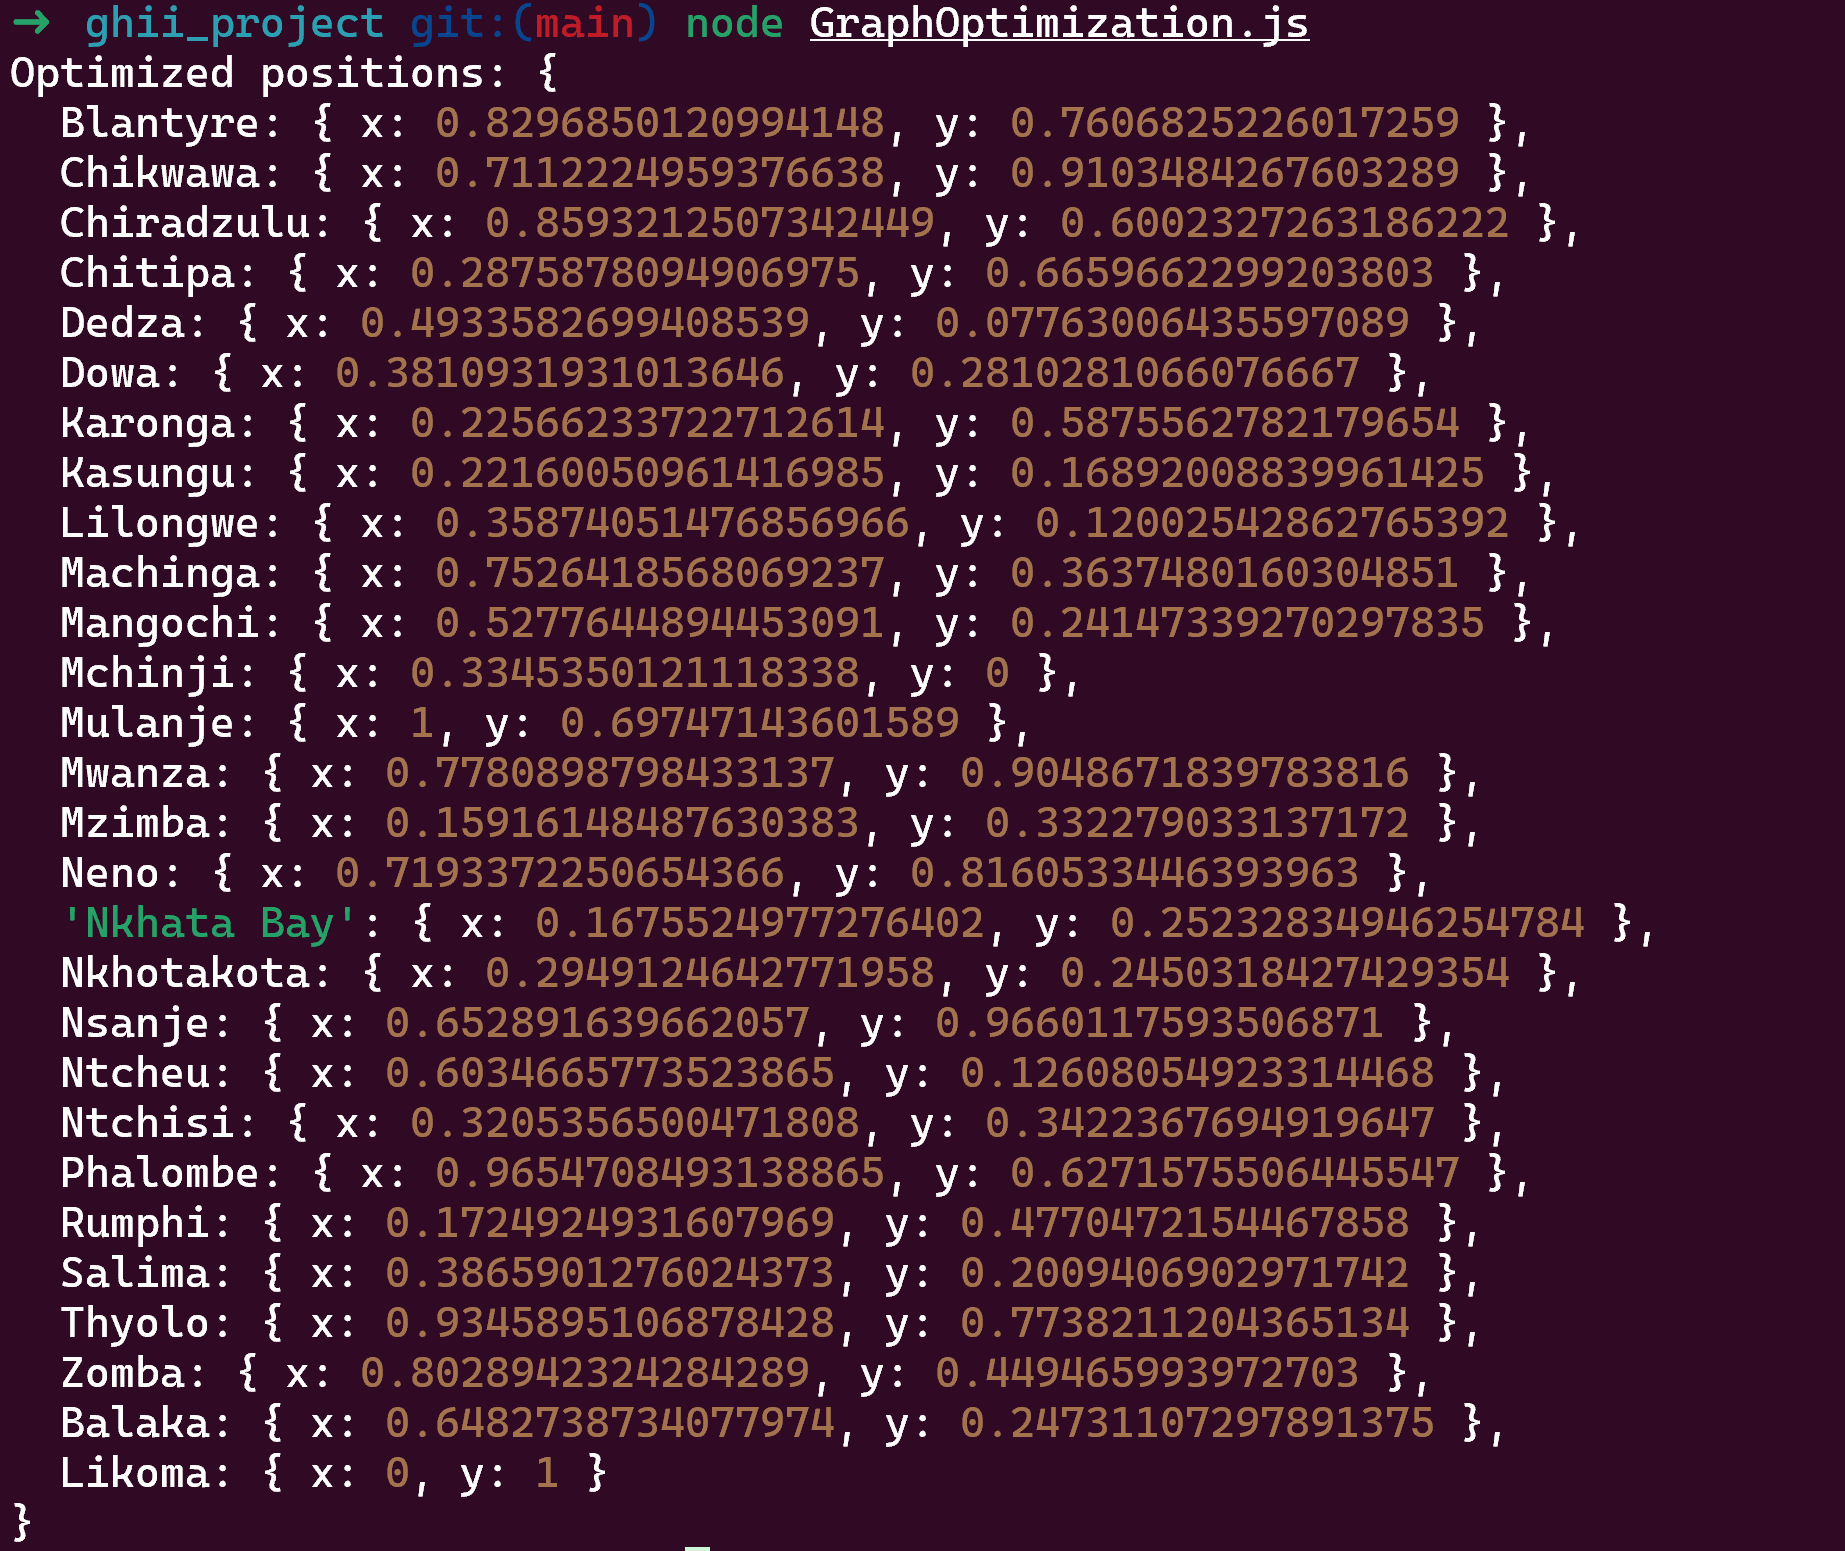 → ghii_project git:(main) node GraphOptimization.js
Optimized positions: {
  Blantyre: { x: 0.8296850120994148, y: 0.7606825226017259 },
  Chikwawa: { x: 0.7112224959376638, y: 0.9103484267603289 },
  Chiradzulu: { x: 0.8593212507342449, y: 0.6002327263186222 },
  Chitipa: { x: 0.2875878094906975, y: 0.6659662299203803 },
  Dedza: { x: 0.4933582699408539, y: 0.07763006435597089 },
  Dowa: { x: 0.3810931931013646, y: 0.2810281066076667 },
  Karonga: { x: 0.22566233722712614, y: 0.5875562782179654 },
  Kasungu: { x: 0.22160050961416985, y: 0.16892008839961425 },
  Lilongwe: { x: 0.358740514768569​66, y: 0.12002542862765392 },
  Machinga: { x: 0.7526418568069237, y: 0.3637480160304851 },
  Mangochi: { x: 0.5277644894453091, y: 0.24147339270297835 },
  Mchinji: { x: 0.3345350121118338, y: 0 },
  Mulanje: { x: 1, y: 0.69747143601589 },
  Mwanza: { x: 0.7780898798433137, y: 0.9048671839783816 },
  Mzimba: { x: 0.15916148487630383, y: 0.332279033137172 },
  Neno: { x: 0.7193372250654366, y: 0.8160533446393963 },
  'Nkhata Bay': { x: 0.1675524977276402, y: 0.25232834946254784 },
  Nkhotakota: { x: 0.2949124642771958, y: 0.2450318427429354 },
  Nsanje: { x: 0.652891639662057, y: 0.9660117593506871 },
  Ntcheu: { x: 0.6034665773523865, y: 0.12608054923314468 },
  Ntchisi: { x: 0.3205356500471808, y: 0.3422367694919647 },
  Phalombe: { x: 0.9654708493138865, y: 0.6271575506445547 },
  Rumphi: { x: 0.1724924931607969, y: 0.4770472154467858 },
  Salima: { x: 0.3865901276024373, y: 0.2009406902971742 },
  Thyolo: { x: 0.9345895106878428, y: 0.7738211204365134 },
  Zomba: { x: 0.8028942324284289, y: 0.449465993972703 },
  Balaka: { x: 0.6482738734077974, y: 0.24731107297891375 },
  Likoma: { x: 0, y: 1 }
}